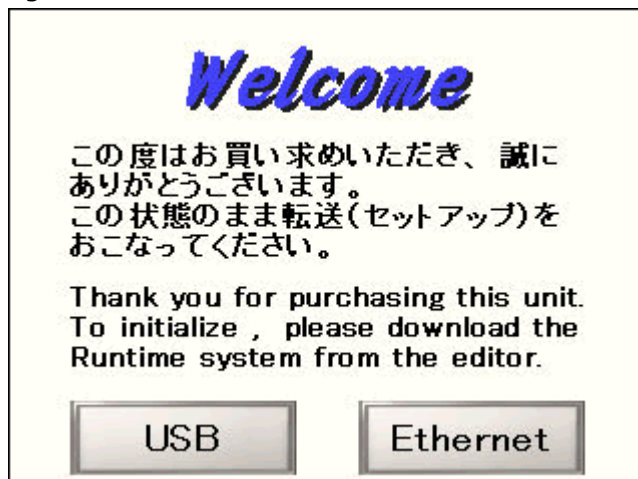 Welcome
この度はお買い求めいただき、誠に
ありがとうございます。
この状態のまま転送(セットアップ)を
おこなってください。
Thank you for purchasing this unit.
To initialize , please download the
Runtime system from the editor.
USB
Ethernet